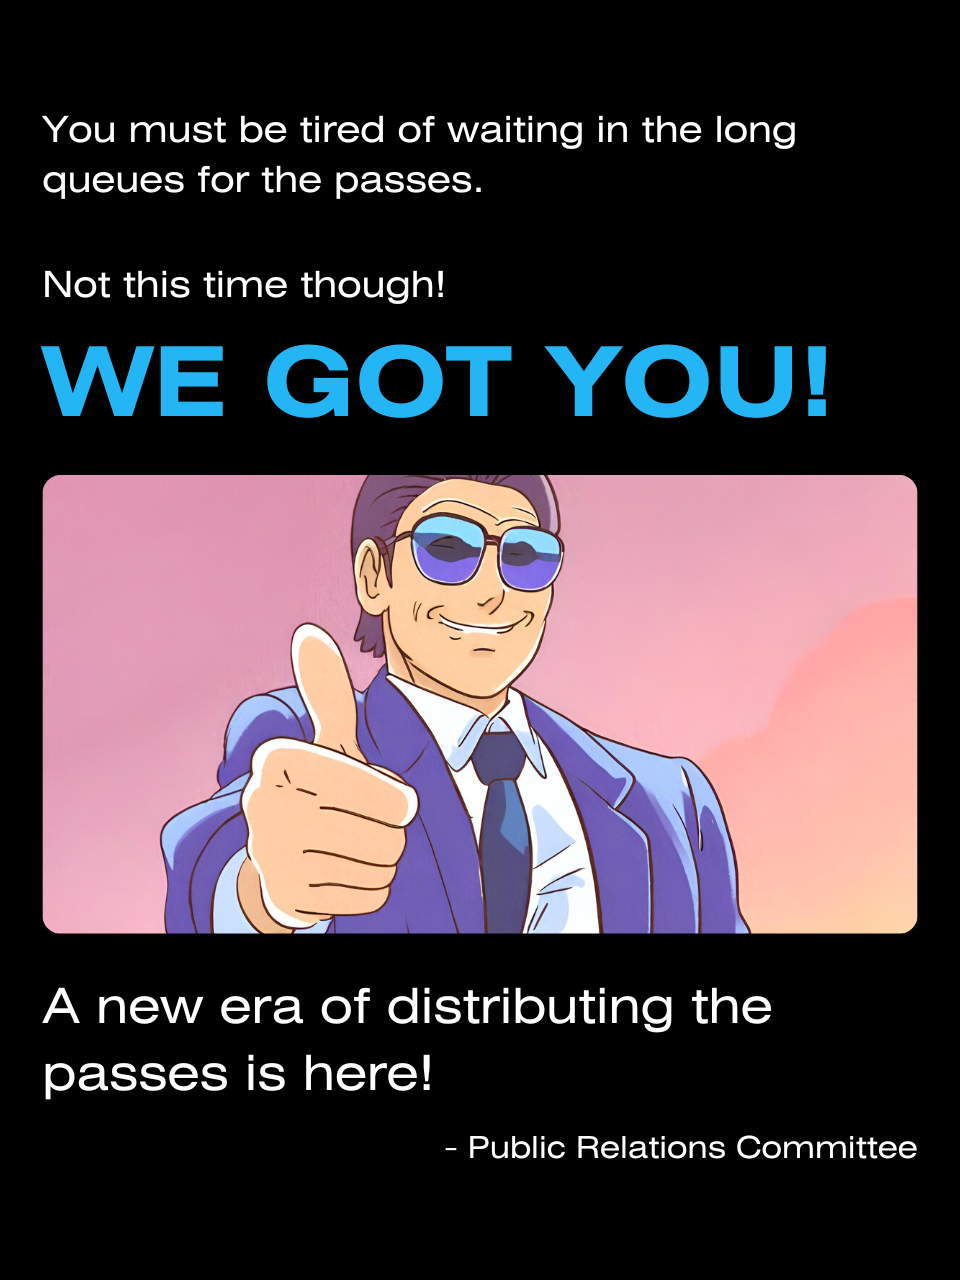 You must be tired of waiting in the long
queues for the passes.
Not this time though!
WE GOT YOU!
A new era of distributing the
passes is here!
- Public Relations Committee